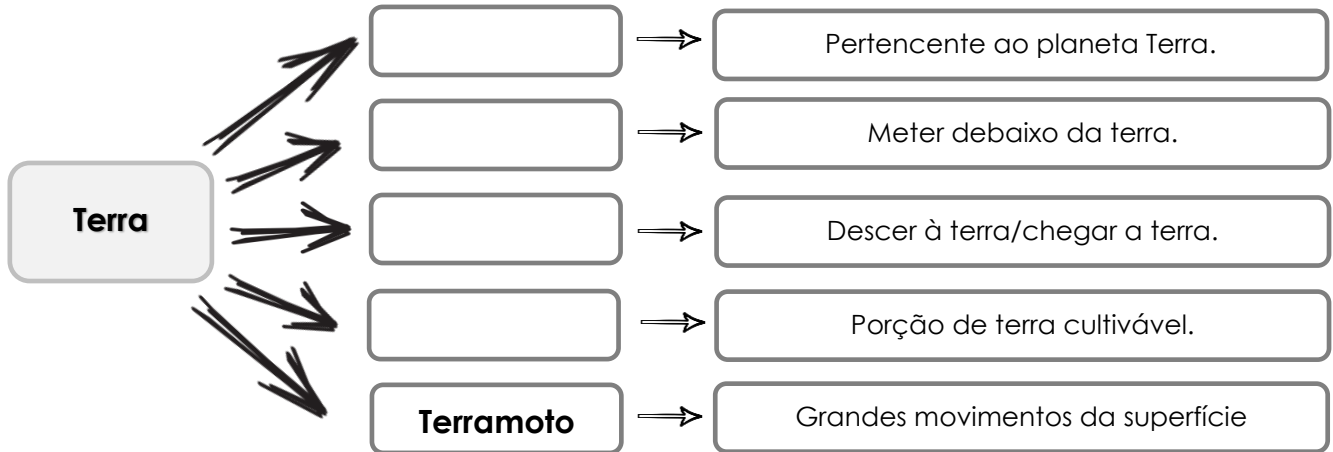 Pertencente ao planeta Terra.
Meter debaixo da terra.
Terra
Descer à terra/chegar a terra.
Porção de terra cultivável.
Terramoto
Grandes movimentos da superfície